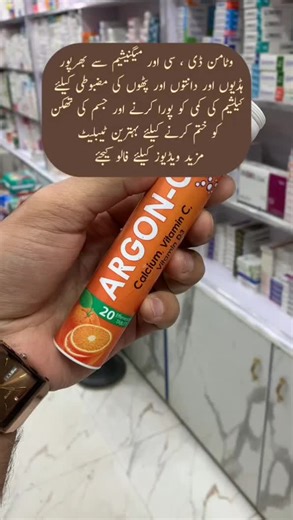 وٹامن ڈی ، سی اور میگنیشیم سے بھرپور
ہڈیوں اور دانتوں اور پٹھوں کی مضبوطی کیلئے
کیلشیم کی کمی کو پورا کرنے اور جسم کی تھکن
کو ختم کرنے کیلئے بہترین ٹیبلیٹ
مزید ویڈیوز کیلئے فالو کیجئے
ARGON-C
Calcium, Vitamin C,
Vitamin D3
20